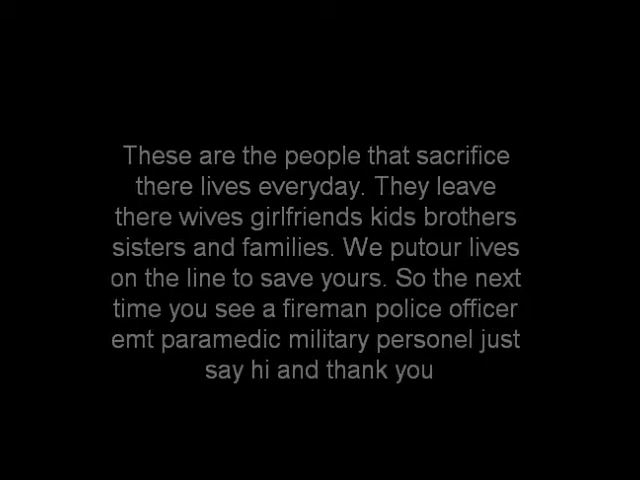 These are the people that sacrifice
there lives everyday. They leave
there wives girlfriends kids brothers
sisters and families. We putour lives
on the line to save yours. So the next
time you see a fireman police officer
emt paramedic military personel just
say hi and thank you